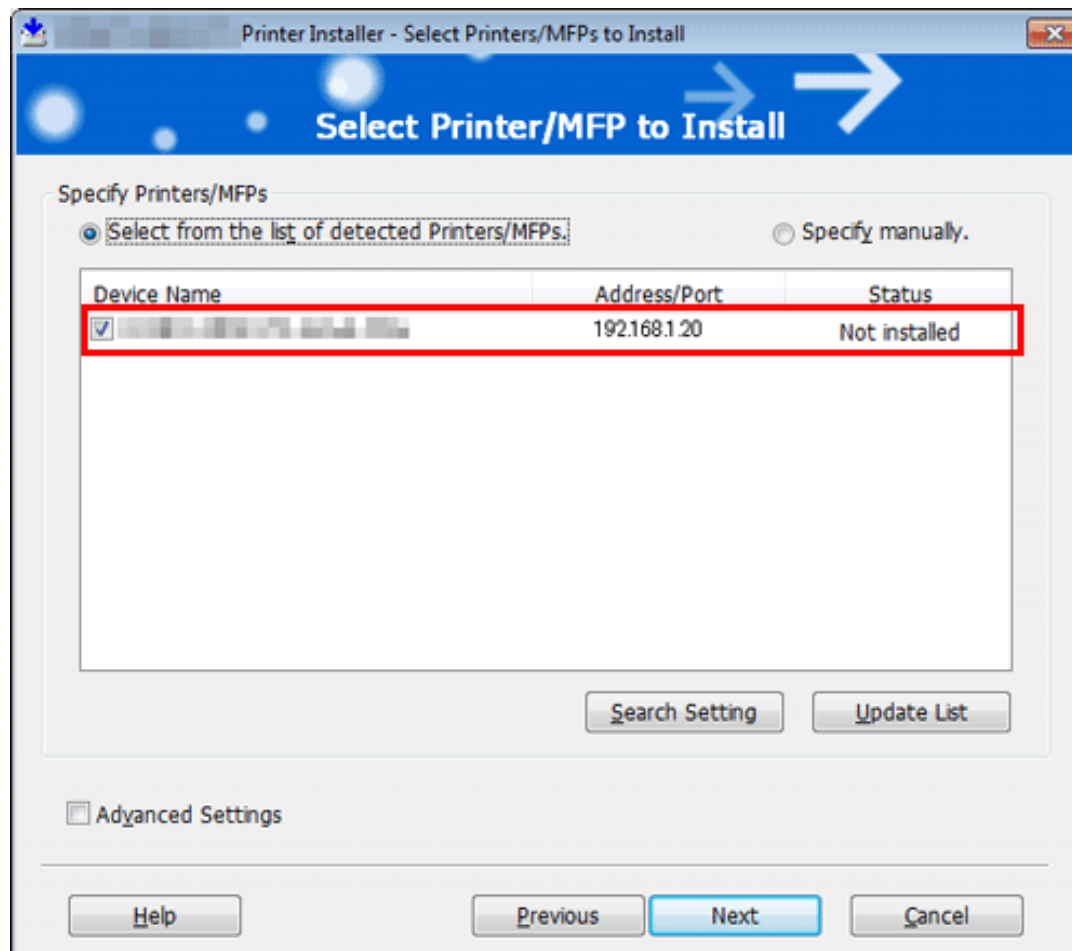 Printer Installer - Select Printers/MFPs to Install
Select Printer/MFP to Install
Specify Printers/MFPs
Select from the list of detected Printers/MFPs. Specify manually.
Device Name Address/Port Status
192.168.1.20 Not installed
Search Setting Update List
Advanced Settings
Help Previous Next Cancel